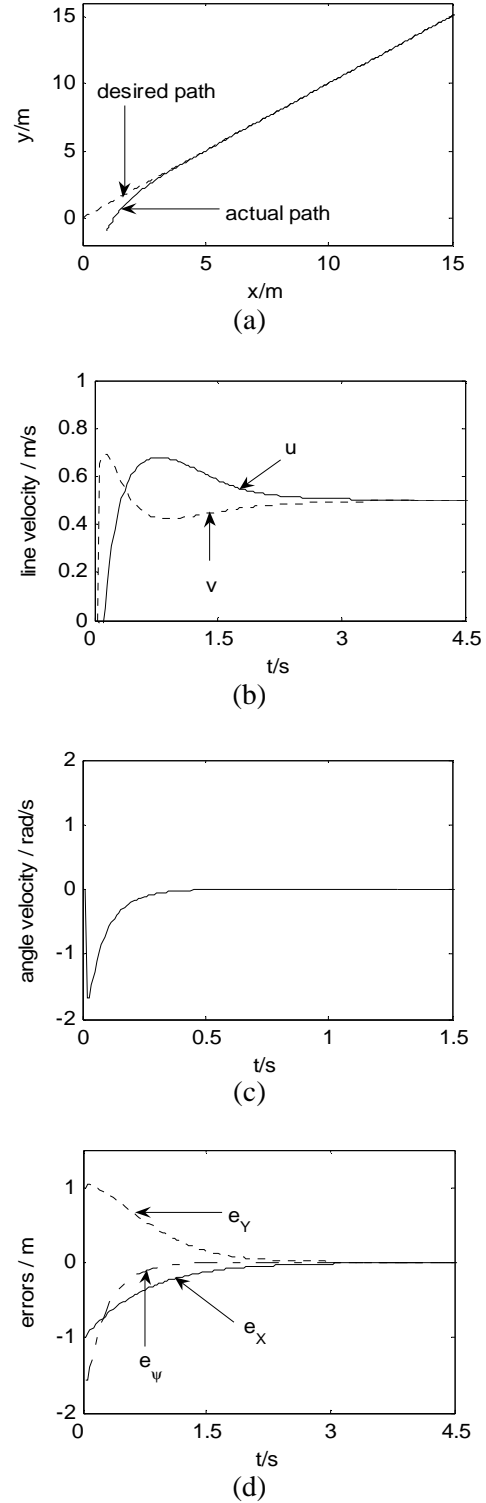 15
10
5
0
y/m
desired path
actual path
0 5 10 15
x/m
(a)
1
0.8
0.6
0.4
0.2
0
line velocity / m/s
u
v
0 1.5 3 4.5
t/s
(b)
2
1
0
-1
-2
angle velocity / rad/s
0 0.5 1 1.5
t/s
(c)
1
0
-1
-2
errors / m
e_Y
e_X
e_ψ
0 1.5 3 4.5
t/s
(d)